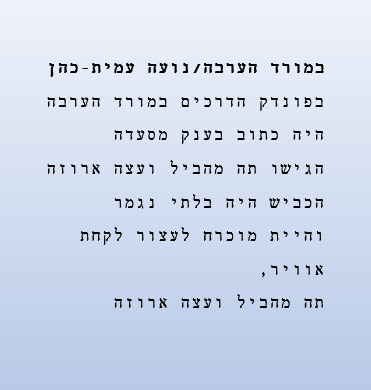 במורד הערבה/נועה עמית-כהן
בפונדק הדרכים במורד הערבה
היה כתוב בענק מסעדה
הגישו תה מהביל ועצה ארוזה
הכביש היה בלתי נגמר
והיית מוכרח לעצור לקחת
אוויר,
תה מהביל ועצה ארוזה